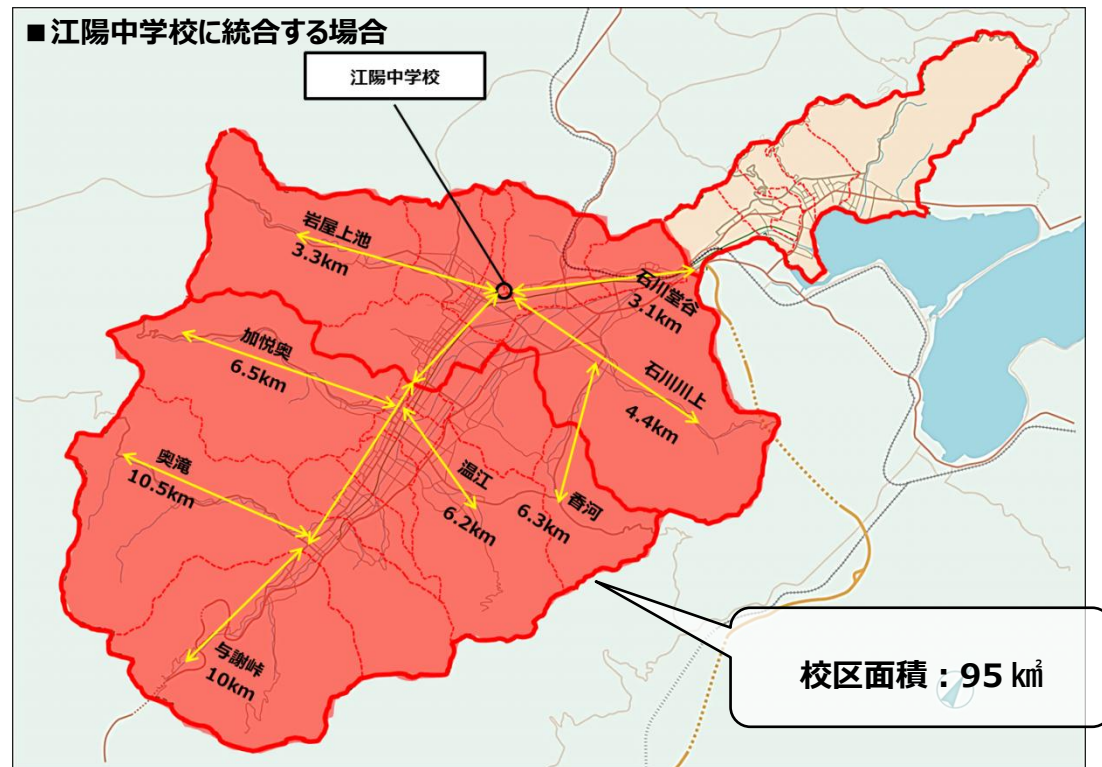 ■江陽中学校に統合する場合
江陽中学校
岩屋上池
3.3km
石川堂谷
3.1km
加悦奥
6.5km
石川川上
4.4km
奥滝
10.5km
温江
6.2km
香河
6.3km
与謝峠
10km
校区面積：95㎢